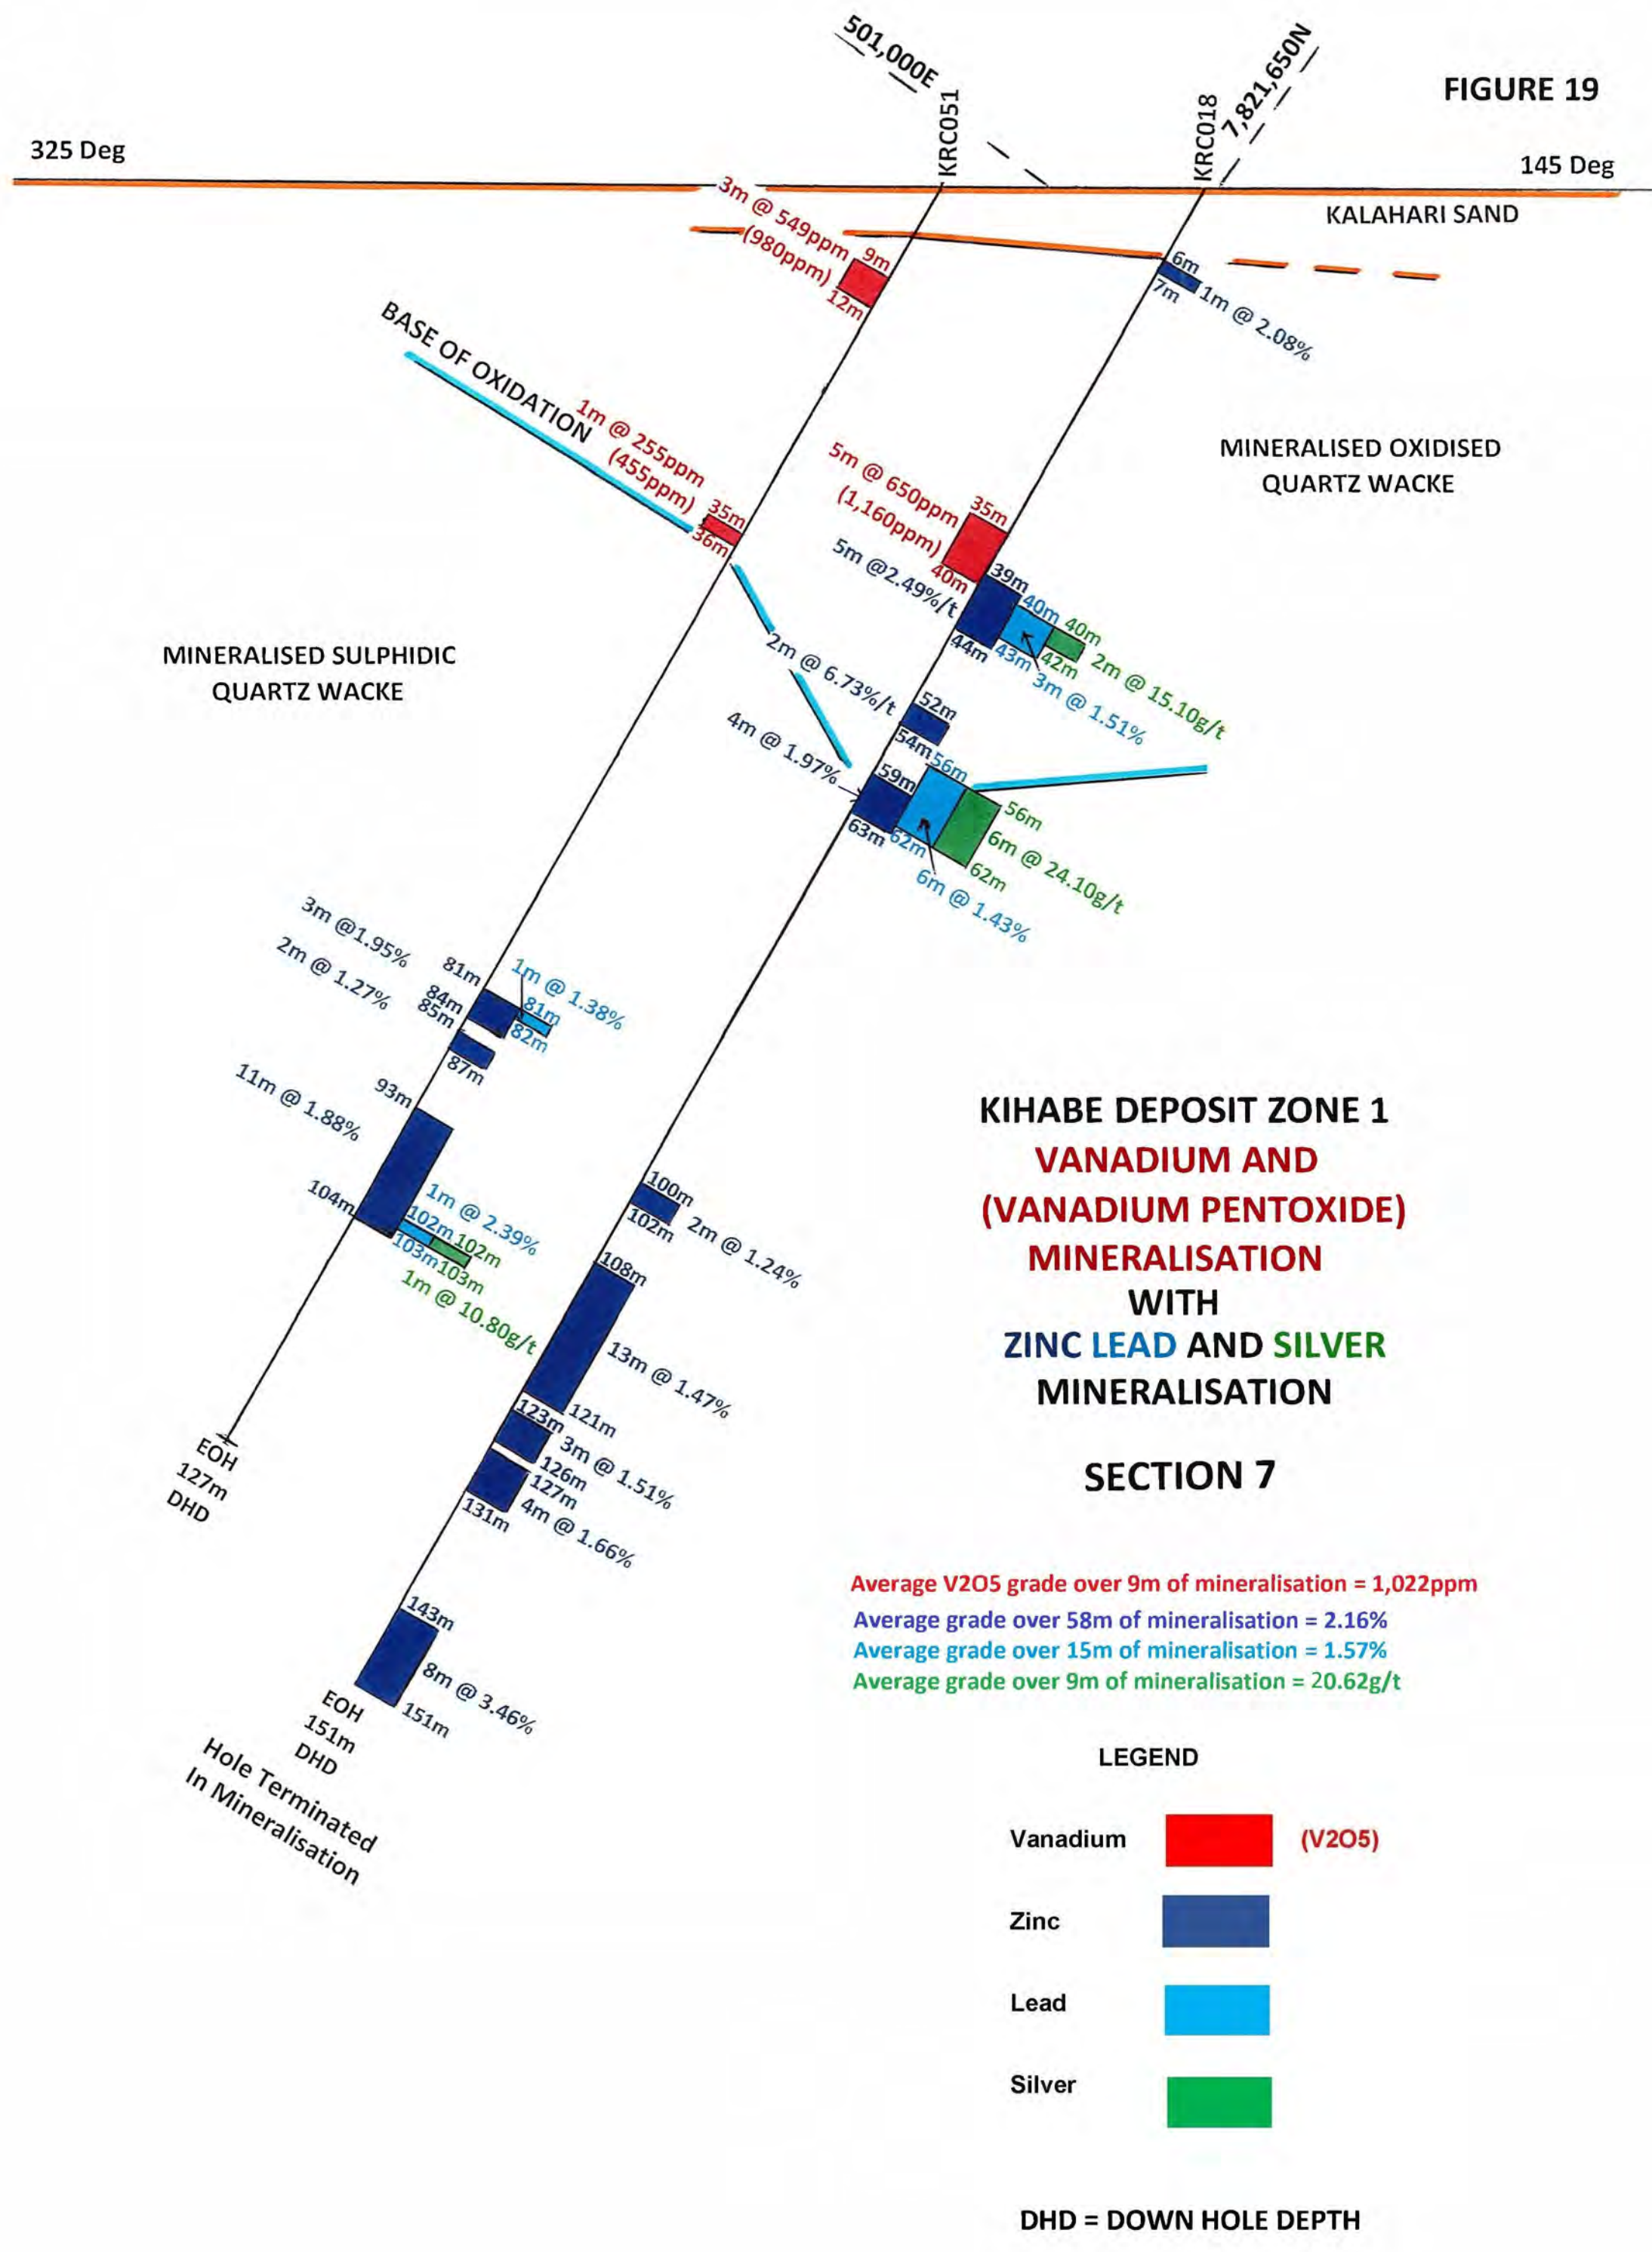 501,000E
KRC051
KRC018
7,821,650N
FIGURE 19
325 Deg
145 Deg
KALAHARI SAND
3m @ 549ppm
(980ppm)
9m
12m
6m
7m
1m @ 2.08%
BASE OF OXIDATION
1m @ 255ppm
(455ppm)
35m
36m
MINERALISED OXIDISED
QUARTZ WACKE
5m @ 650ppm
(1,160ppm)
35m
40m
5m @2.49%/t
39m
44m
40m
43m
40m
42m
2m @ 15.10g/t
3m @ 1.51%
MINERALISED SULPHIDIC
QUARTZ WACKE
2m @ 6.73%/t
52m
54m
4m @ 1.97%
59m
63m
56m
62m
56m
62m
6m @ 24.10g/t
6m @ 1.43%
3m @1.95%
2m @ 1.27%
81m
84m
85m
87m
1m @ 1.38%
81m
82m
11m @ 1.88%
93m
104m
1m @ 2.39%
102m
103m
102m
103m
1m @ 10.80g/t
100m
102m
2m @ 1.24%
108m
13m @ 1.47%
121m
123m
3m @ 1.51%
126m
127m
4m @ 1.66%
131m
143m
8m @ 3.46%
151m
EOH
127m
DHD
EOH
151m
DHD
Hole Terminated
In Mineralisation
KIHABE DEPOSIT ZONE 1
VANADIUM AND
(VANADIUM PENTOXIDE)
MINERALISATION
WITH
ZINC LEAD AND SILVER
MINERALISATION
SECTION 7
Average V2O5 grade over 9m of mineralisation = 1,022ppm
Average grade over 58m of mineralisation = 2.16%
Average grade over 15m of mineralisation = 1.57%
Average grade over 9m of mineralisation = 20.62g/t
LEGEND
Vanadium (V2O5)
Zinc
Lead
Silver
DHD = DOWN HOLE DEPTH